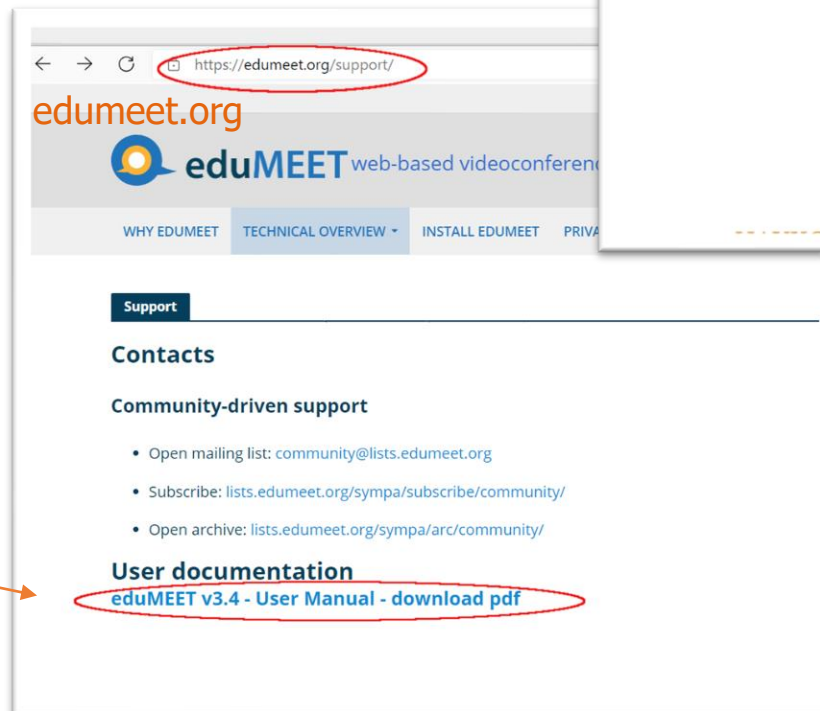 https://edumeet.org/support/
edumeet.org
eduMEET web-based videoconferen
WHY EDUMEET TECHNICAL OVERVIEW INSTALL EDUMEET PRIVA
Support
Contacts
Community-driven support
• Open mailing list: community@lists.edumeet.org
• Subscribe: lists.edumeet.org/sympa/subscribe/community/
• Open archive: lists.edumeet.org/sympa/arc/community/
User documentation
eduMEET v3.4 - User Manual - download pdf